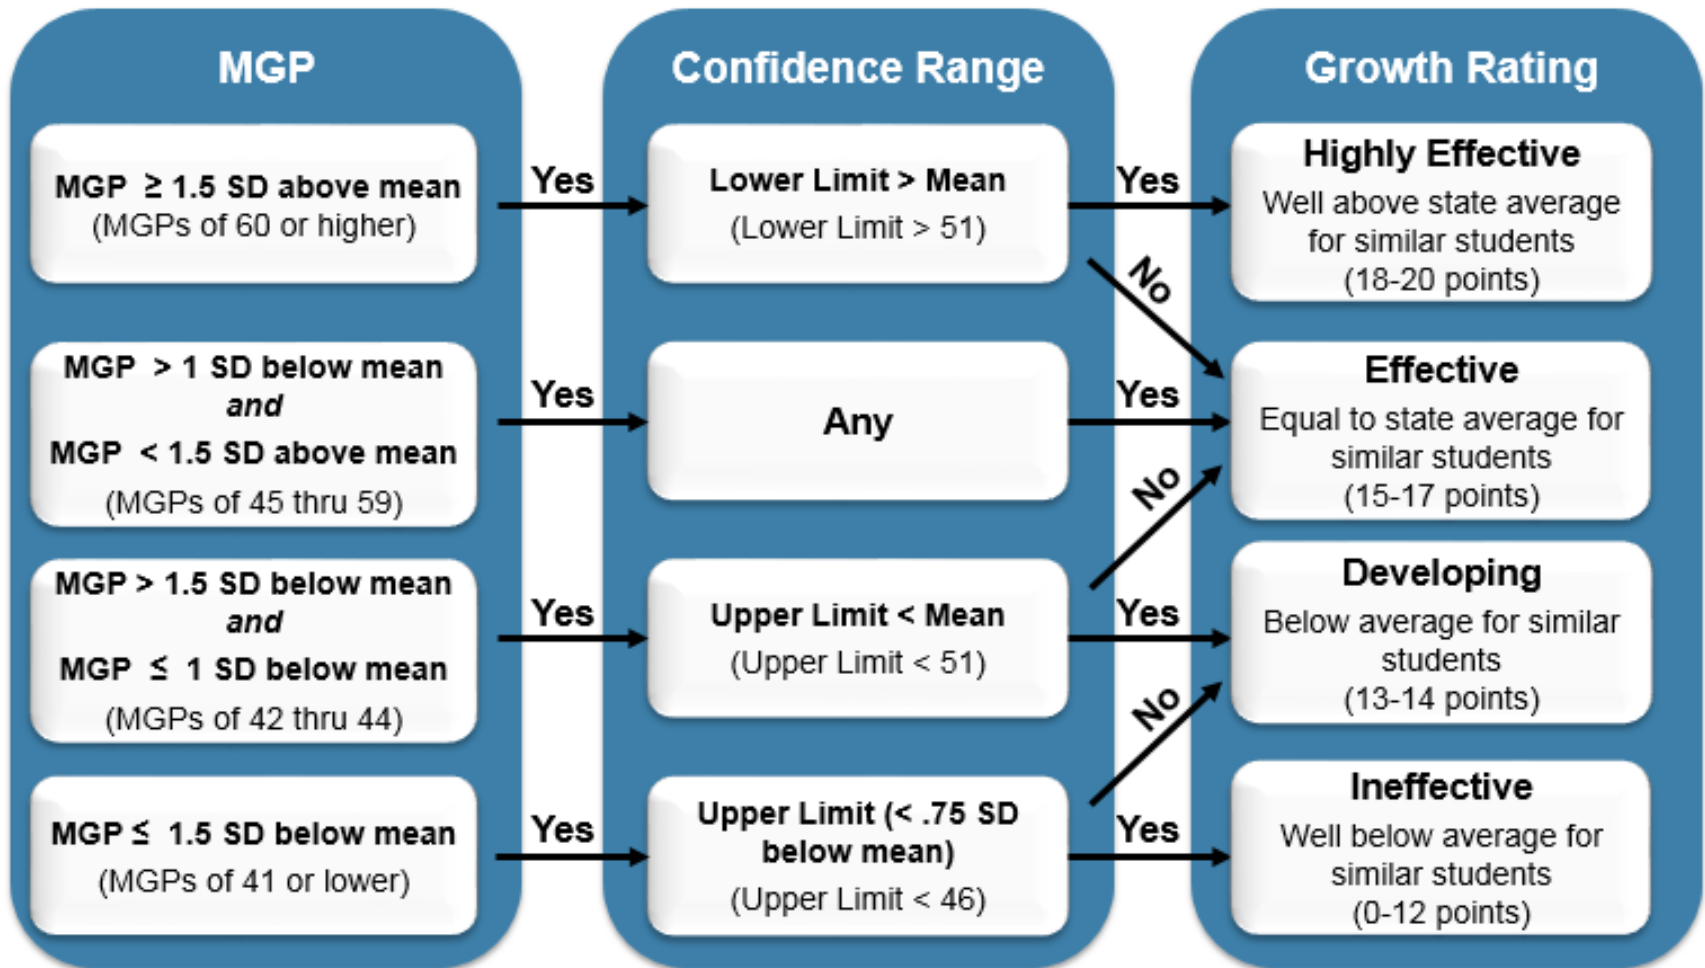 MGP
MGP ≥ 1.5 SD above mean
(MGPs of 60 or higher)
MGP > 1 SD below mean
and
MGP < 1.5 SD above mean
(MGPs of 45 thru 59)
MGP > 1.5 SD below mean
and
MGP ≤ 1 SD below mean
(MGPs of 42 thru 44)
MGP ≤ 1.5 SD below mean
(MGPs of 41 or lower)
Yes
Yes
Yes
Yes
Confidence Range
Lower Limit > Mean
(Lower Limit > 51)
Any
Upper Limit < Mean
(Upper Limit < 51)
Upper Limit (< .75 SD
below mean)
(Upper Limit < 46)
Yes
No
Yes
No
Yes
No
Yes
Growth Rating
Highly Effective
Well above state average
for similar students
(18-20 points)
Effective
Equal to state average for
similar students
(15-17 points)
Developing
Below average for similar
students
(13-14 points)
Ineffective
Well below average for
similar students
(0-12 points)